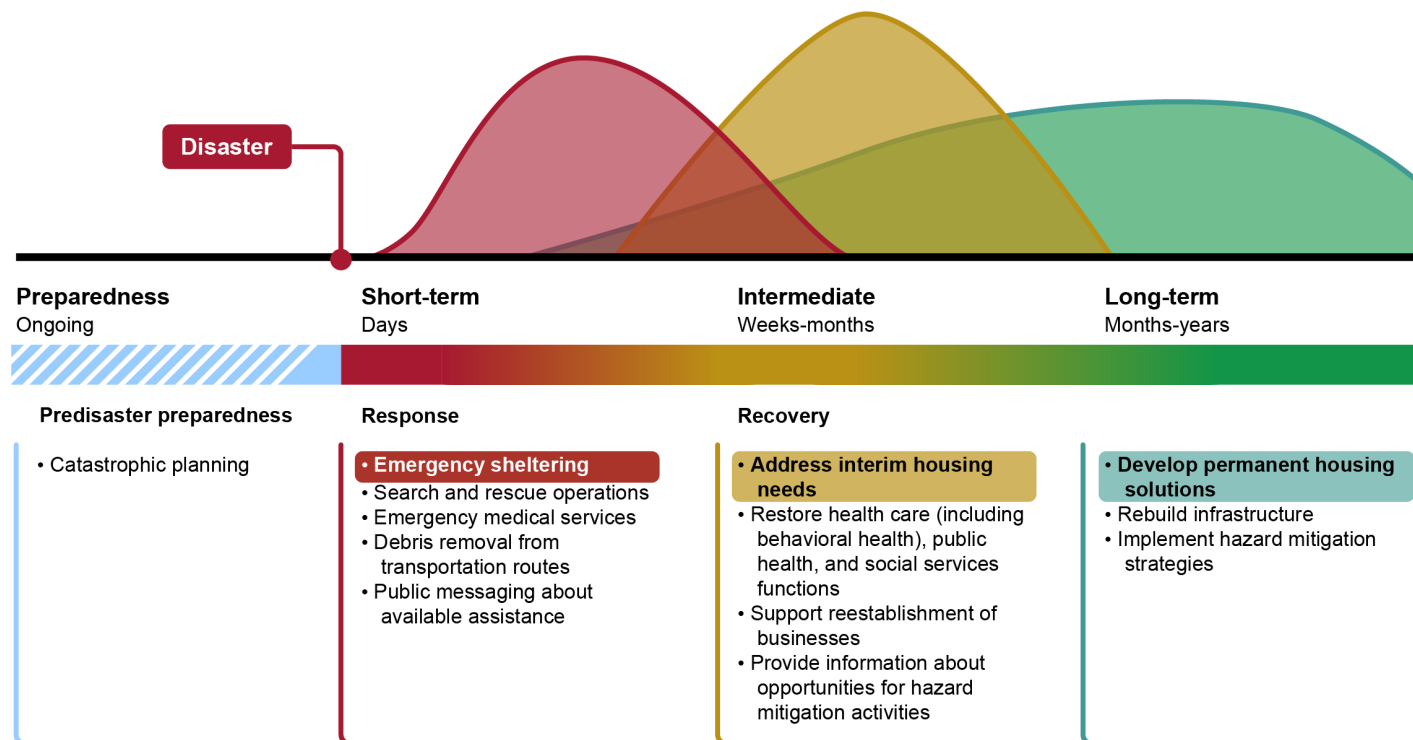 Disaster
Preparedness
Ongoing
Short-term
Days
Intermediate
Weeks-months
Long-term
Months-years
Predisaster preparedness
• Catastrophic planning
Response
• Emergency sheltering
• Search and rescue operations
• Emergency medical services
• Debris removal from
transportation routes
• Public messaging about
available assistance
Recovery
• Address interim housing
needs
• Restore health care (including
behavioral health), public
health, and social services
functions
• Support reestablishment of
businesses
• Provide information about
opportunities for hazard
mitigation activities
• Develop permanent housing
solutions
• Rebuild infrastructure
• Implement hazard mitigation
strategies